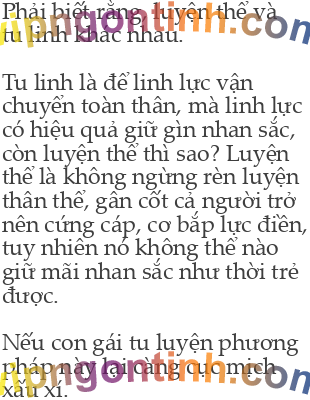 Phải biết rằng, luyện thể và
tu linh khác nhau.
Tu linh là để linh lực vận
chuyển toàn thân, mà linh lực
có hiệu quả giữ gìn nhan sắc,
còn luyện thể thì sao? Luyện
thể là không ngừng rèn luyện
thân thể, gân cốt cả người trở
nên cứng cáp, cơ bắp lực điền,
tuy nhiên nó không thể nào
giữ mãi nhan sắc như thời trẻ
được.
Nếu con gái tu luyện phương
pháp này lại càng cục mịch
xấu xí.
vipngontinh.com
vipngontinh.com